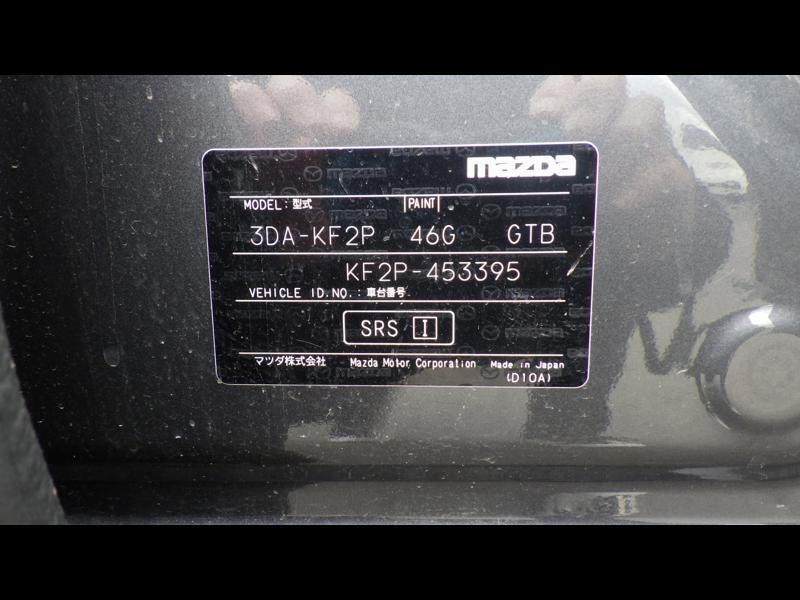 mazda
MODEL:型式 PAINT
3DA-KF2P 46G GTB
KF2P-453395
VEHICLE ID.NO.:車台番号
SRS I
マツダ株式会社 Mazda Motor Corporation Made in Japan
(D10A)